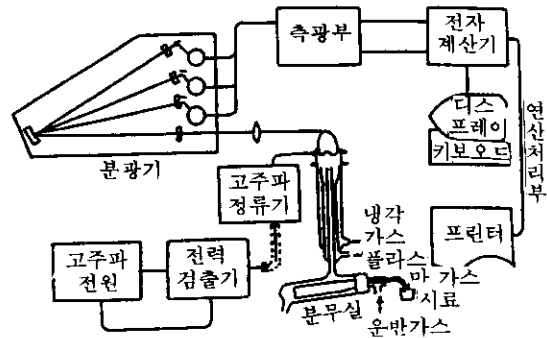 측광부
전자
계산기
디스
프레이
키보오드
연산처리부
프린터
분광기
고주파
정류기
고주파
전원
전력
검출기
냉각
가스
플라스
마 가스
시료
분무실
운반가스